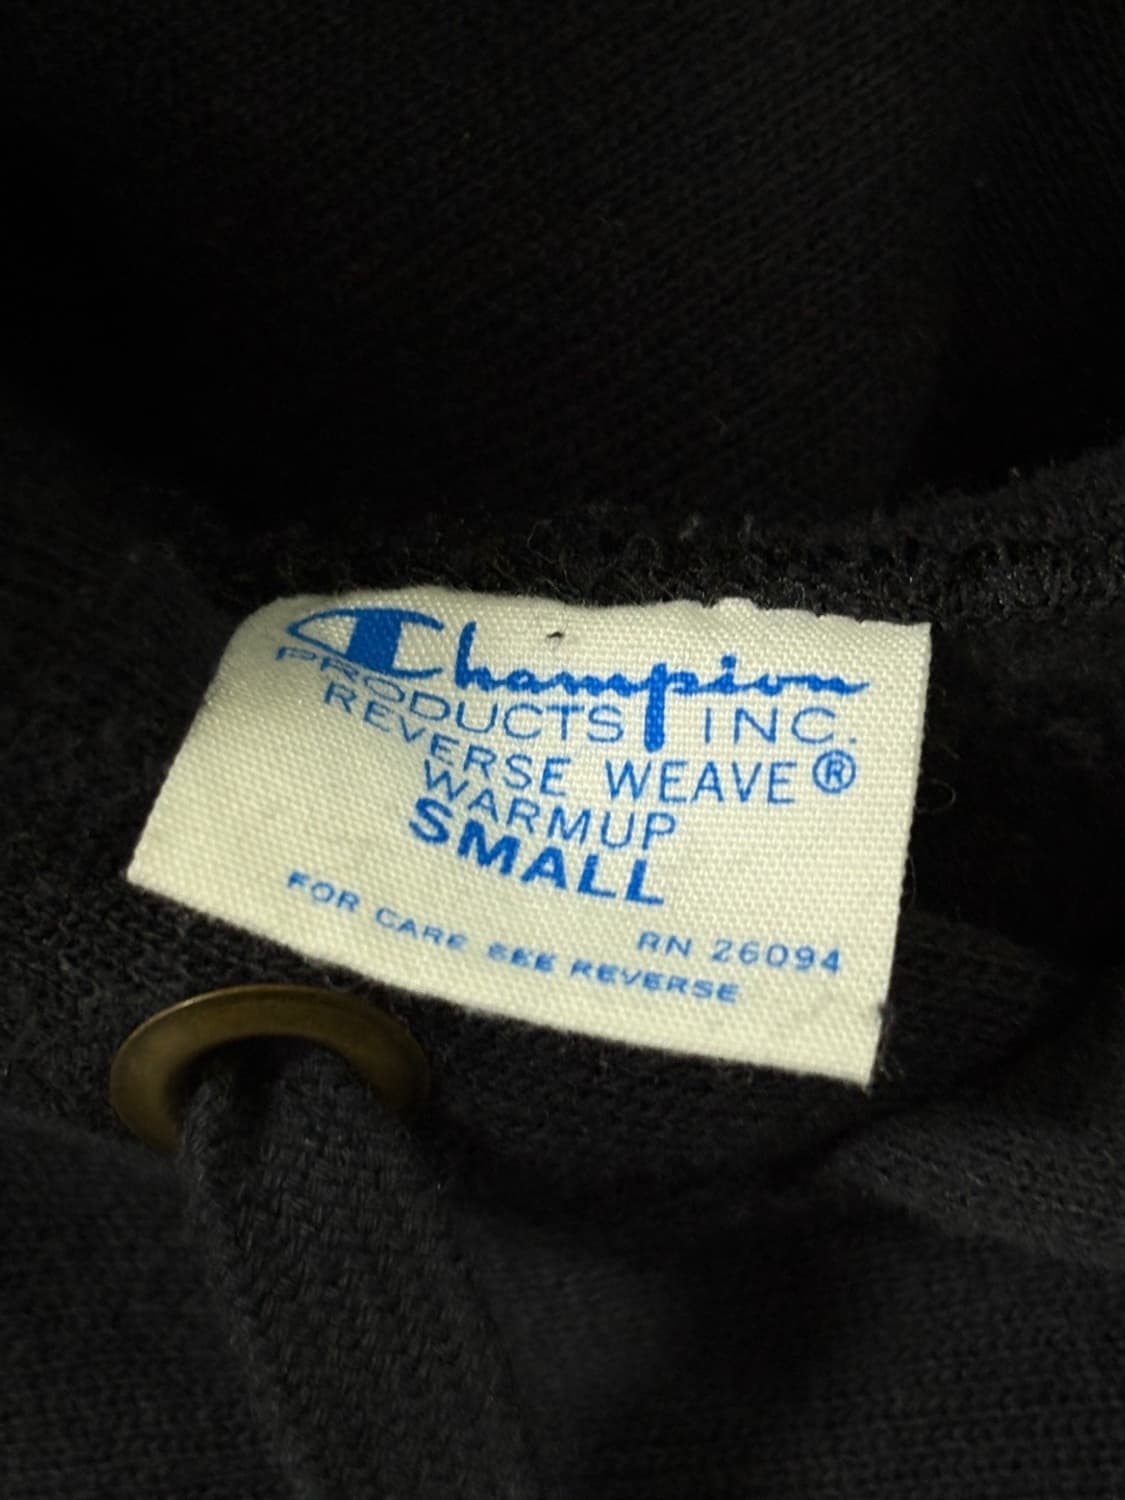 Champion
PRODUCTS INC.
REVERSE WEAVE ®
WARMUP
SMALL
RN 26094
FOR CARE SEE REVERSE